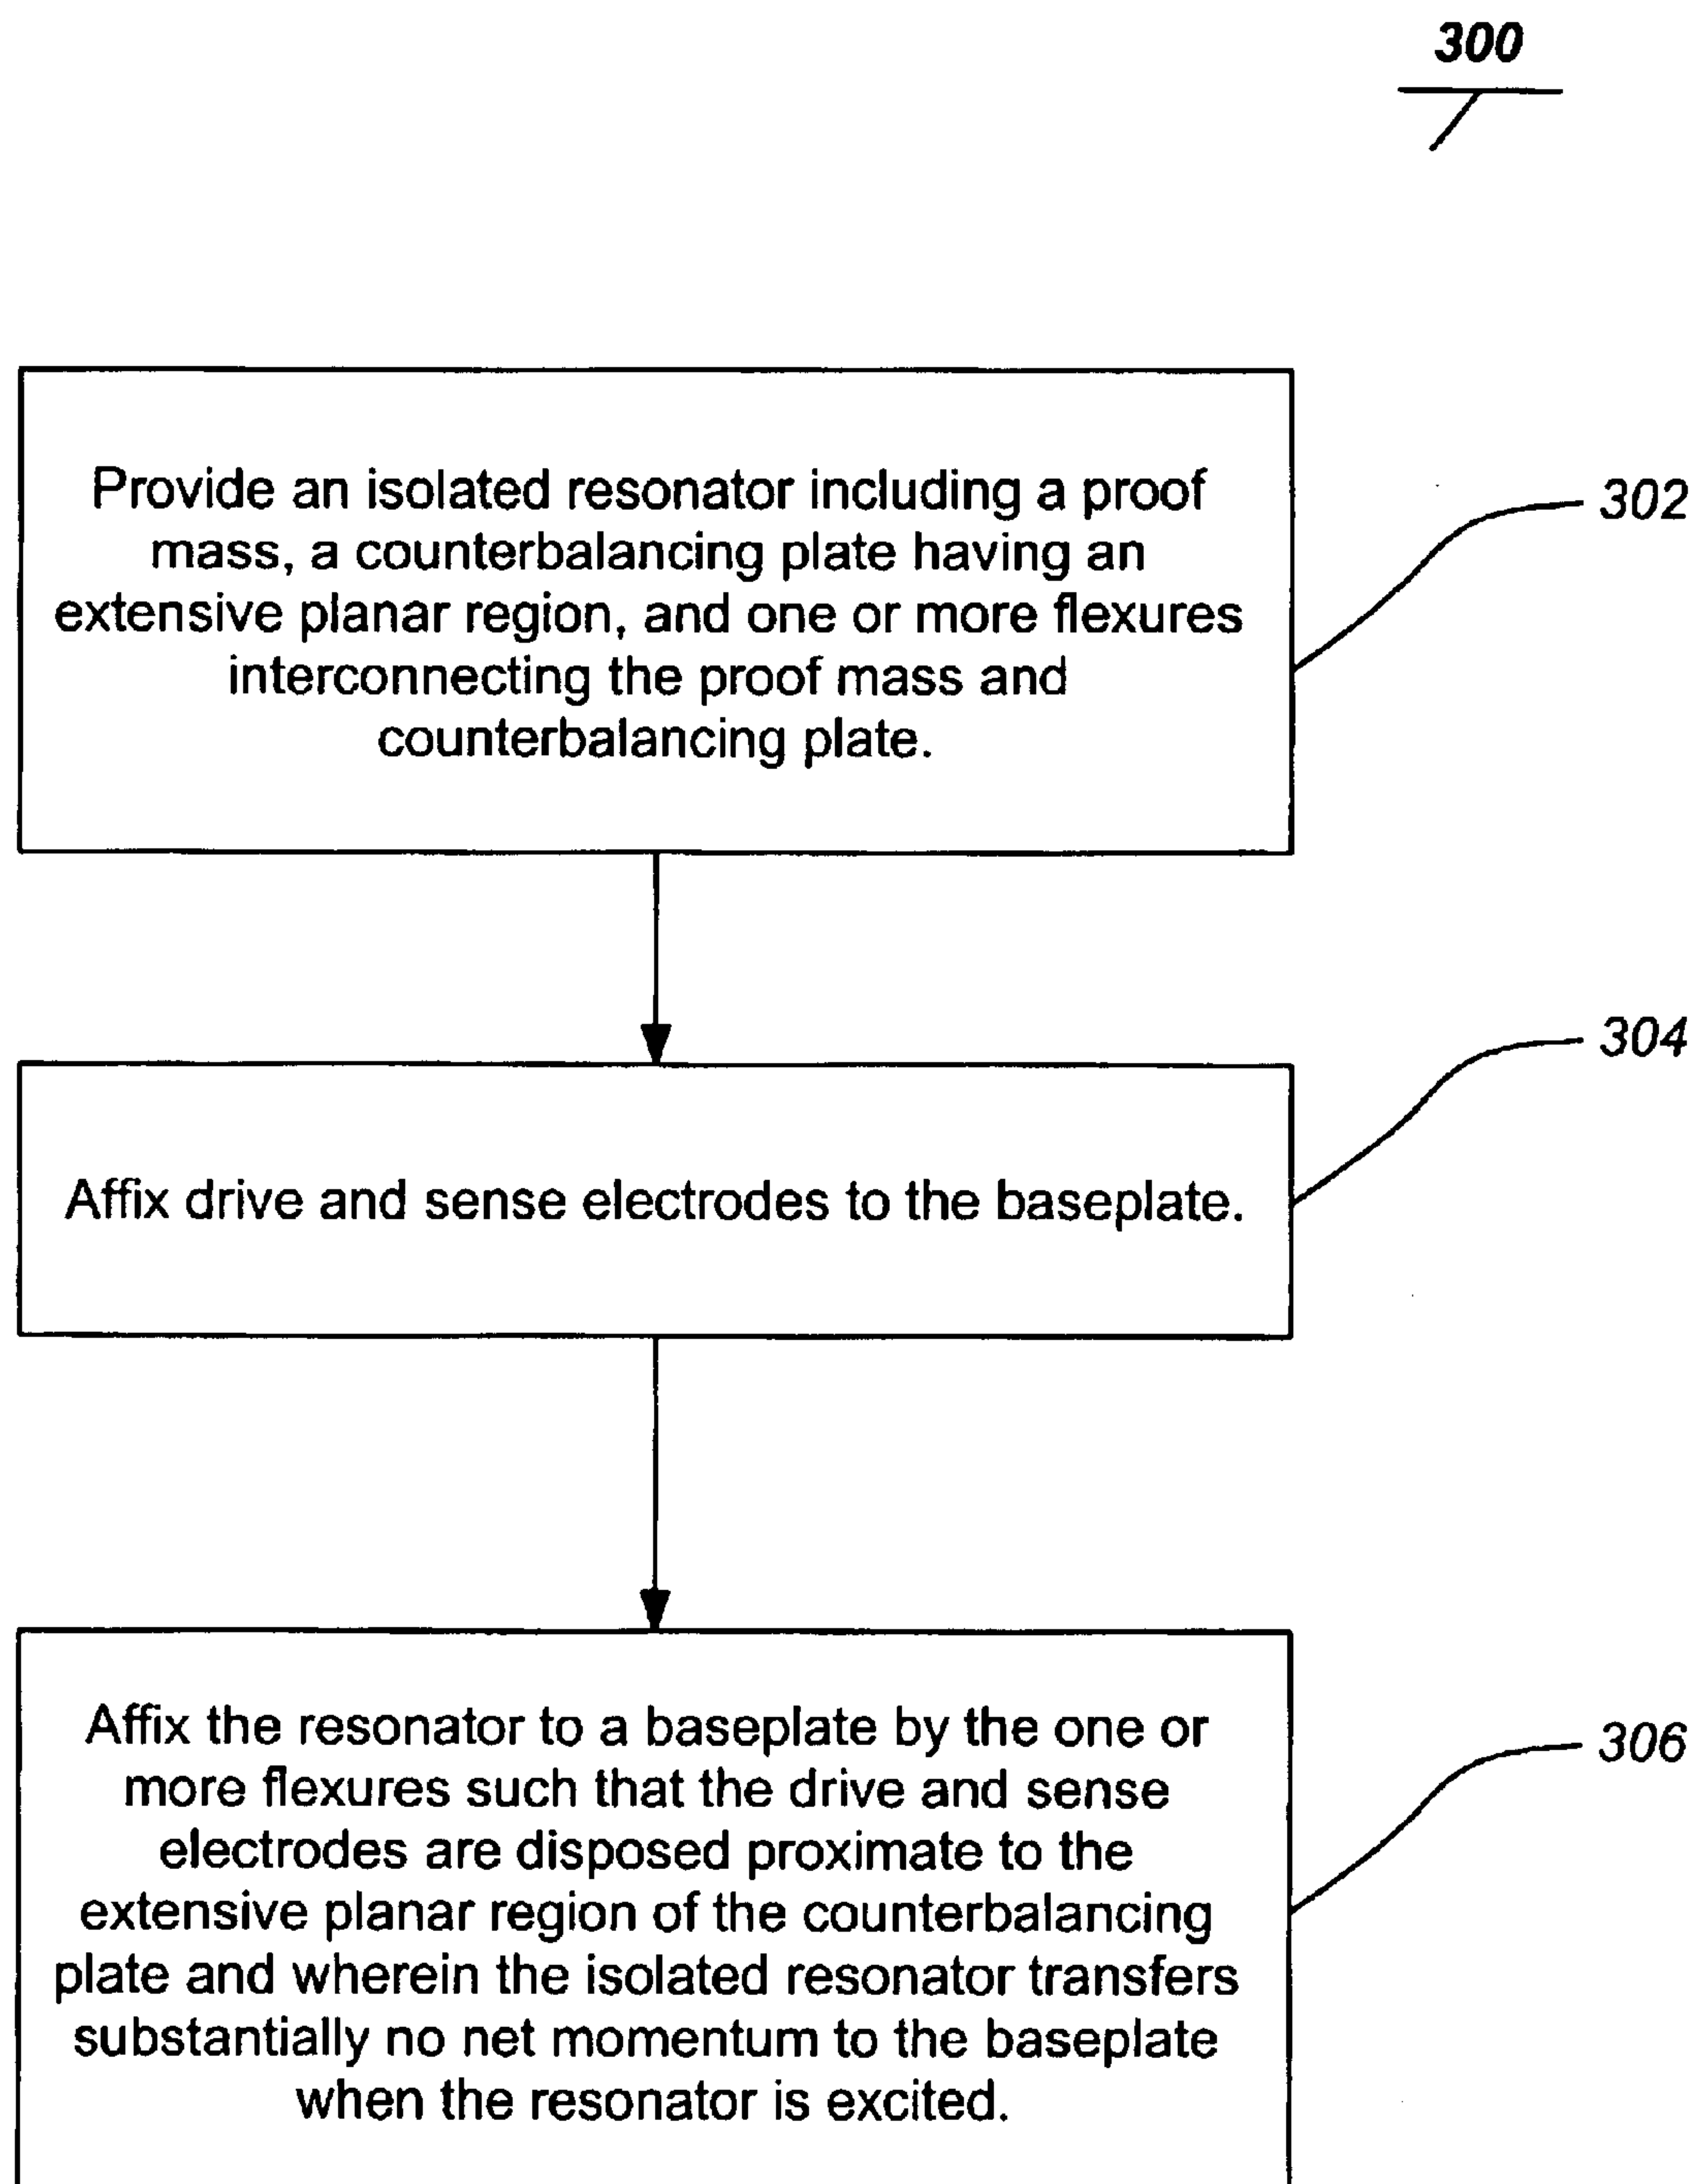 300
Provide an isolated resonator including a proof
mass, a counterbalancing plate having an
extensive planar region, and one or more flexures
interconnecting the proof mass and
counterbalancing plate.
302
304
Affix drive and sense electrodes to the baseplate.
Affix the resonator to a baseplate by the one or
more flexures such that the drive and sense
electrodes are disposed proximate to the
extensive planar region of the counterbalancing
plate and wherein the isolated resonator transfers
substantially no net momentum to the baseplate
when the resonator is excited.
306